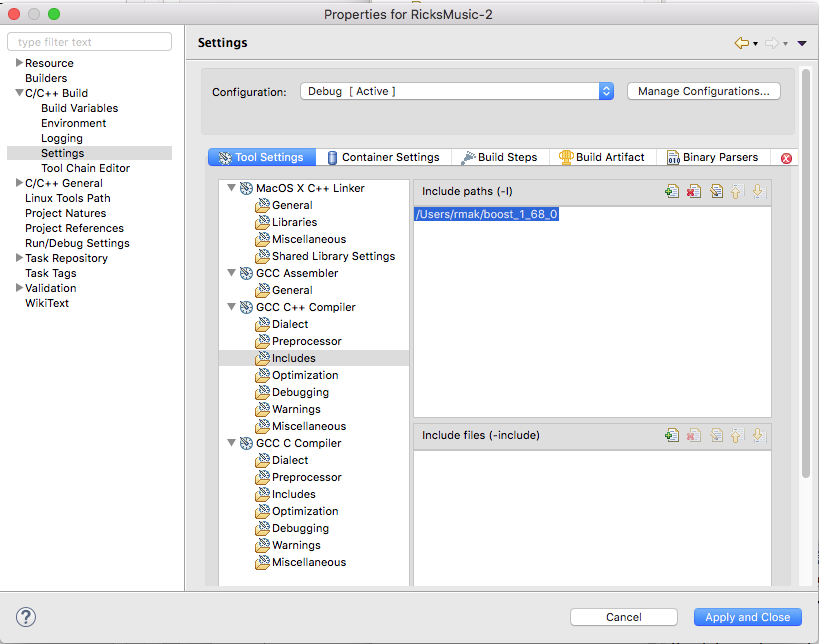 Properties for RicksMusic-2
type filter text
Resource
Builders
C/C++ Build
Build Variables
Environment
Logging
Settings
Tool Chain Editor
C/C++ General
Linux Tools Path
Project Natures
Project References
Run/Debug Settings
Task Repository
Task Tags
Validation
WikiText
Settings
Configuration: Debug [ Active ] Manage Configurations...
Tool Settings Container Settings Build Steps Build Artifact 010 Binary Parsers
MacOS X C++ Linker
General
Libraries
Miscellaneous
Shared Library Settings
GCC Assembler
General
GCC C++ Compiler
Dialect
Preprocessor
Includes
Optimization
Debugging
Warnings
Miscellaneous
GCC C Compiler
Dialect
Preprocessor
Includes
Optimization
Debugging
Warnings
Miscellaneous
Include paths (-I)
/Users/rmak/boost_1_68_0
Include files (-include)
?
Cancel
Apply and Close